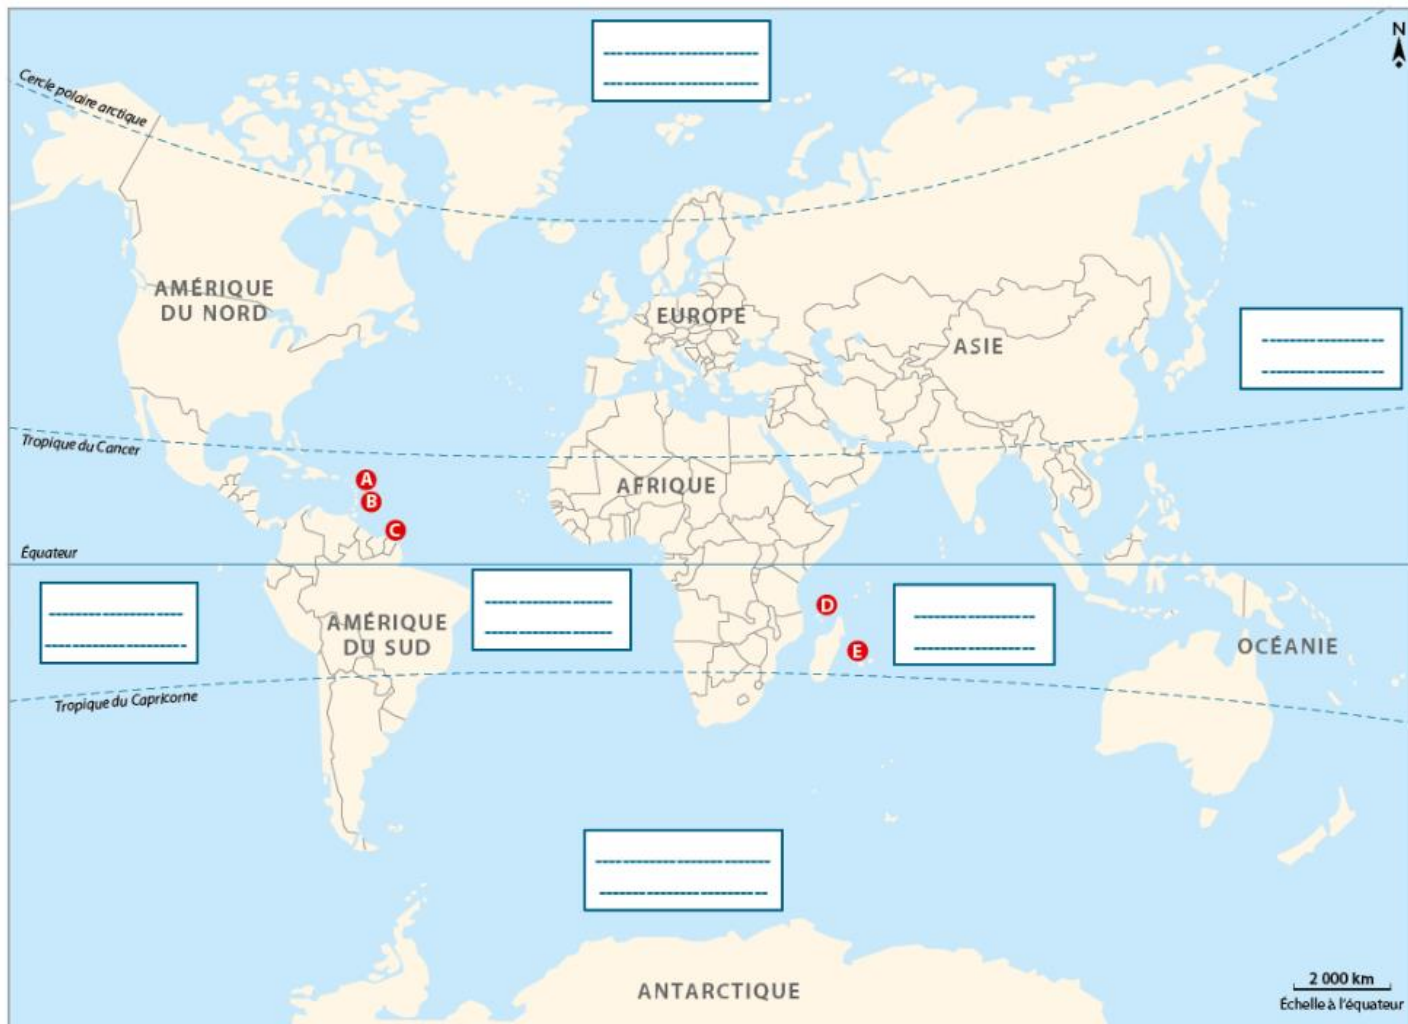 N
Cercle polaire arctique
AMÉRIQUE
DU NORD
EUROPE
ASIE
Tropique du Cancer
A
B
AFRIQUE
C
Équateur
D
AMÉRIQUE
DU SUD
E
OCÉANIE
Tropique du Capricorne
ANTARCTIQUE
2 000 km
Échelle à l'équateur